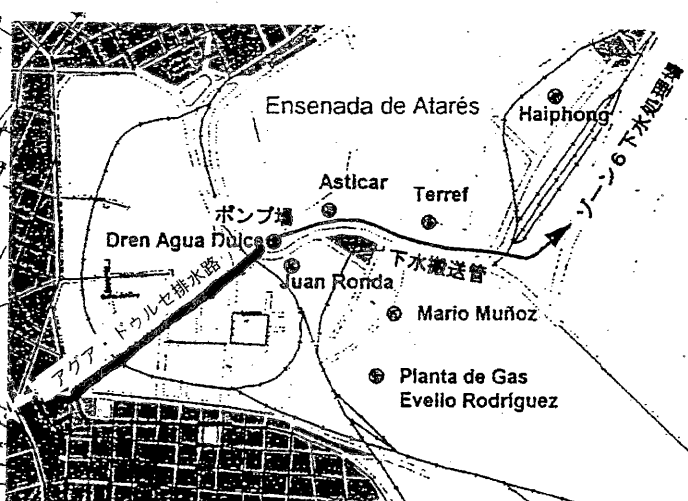 Ensenada de Atarés
Haiphong
ゾーン6下水処理場
Asticar
Terref
ポンプ場
Dren Agua Dulce
下水搬送管
Juan Ronda
アグア・ドゥルセ排水路
Mario Muñoz
Planta de Gas
Evelio Rodríguez